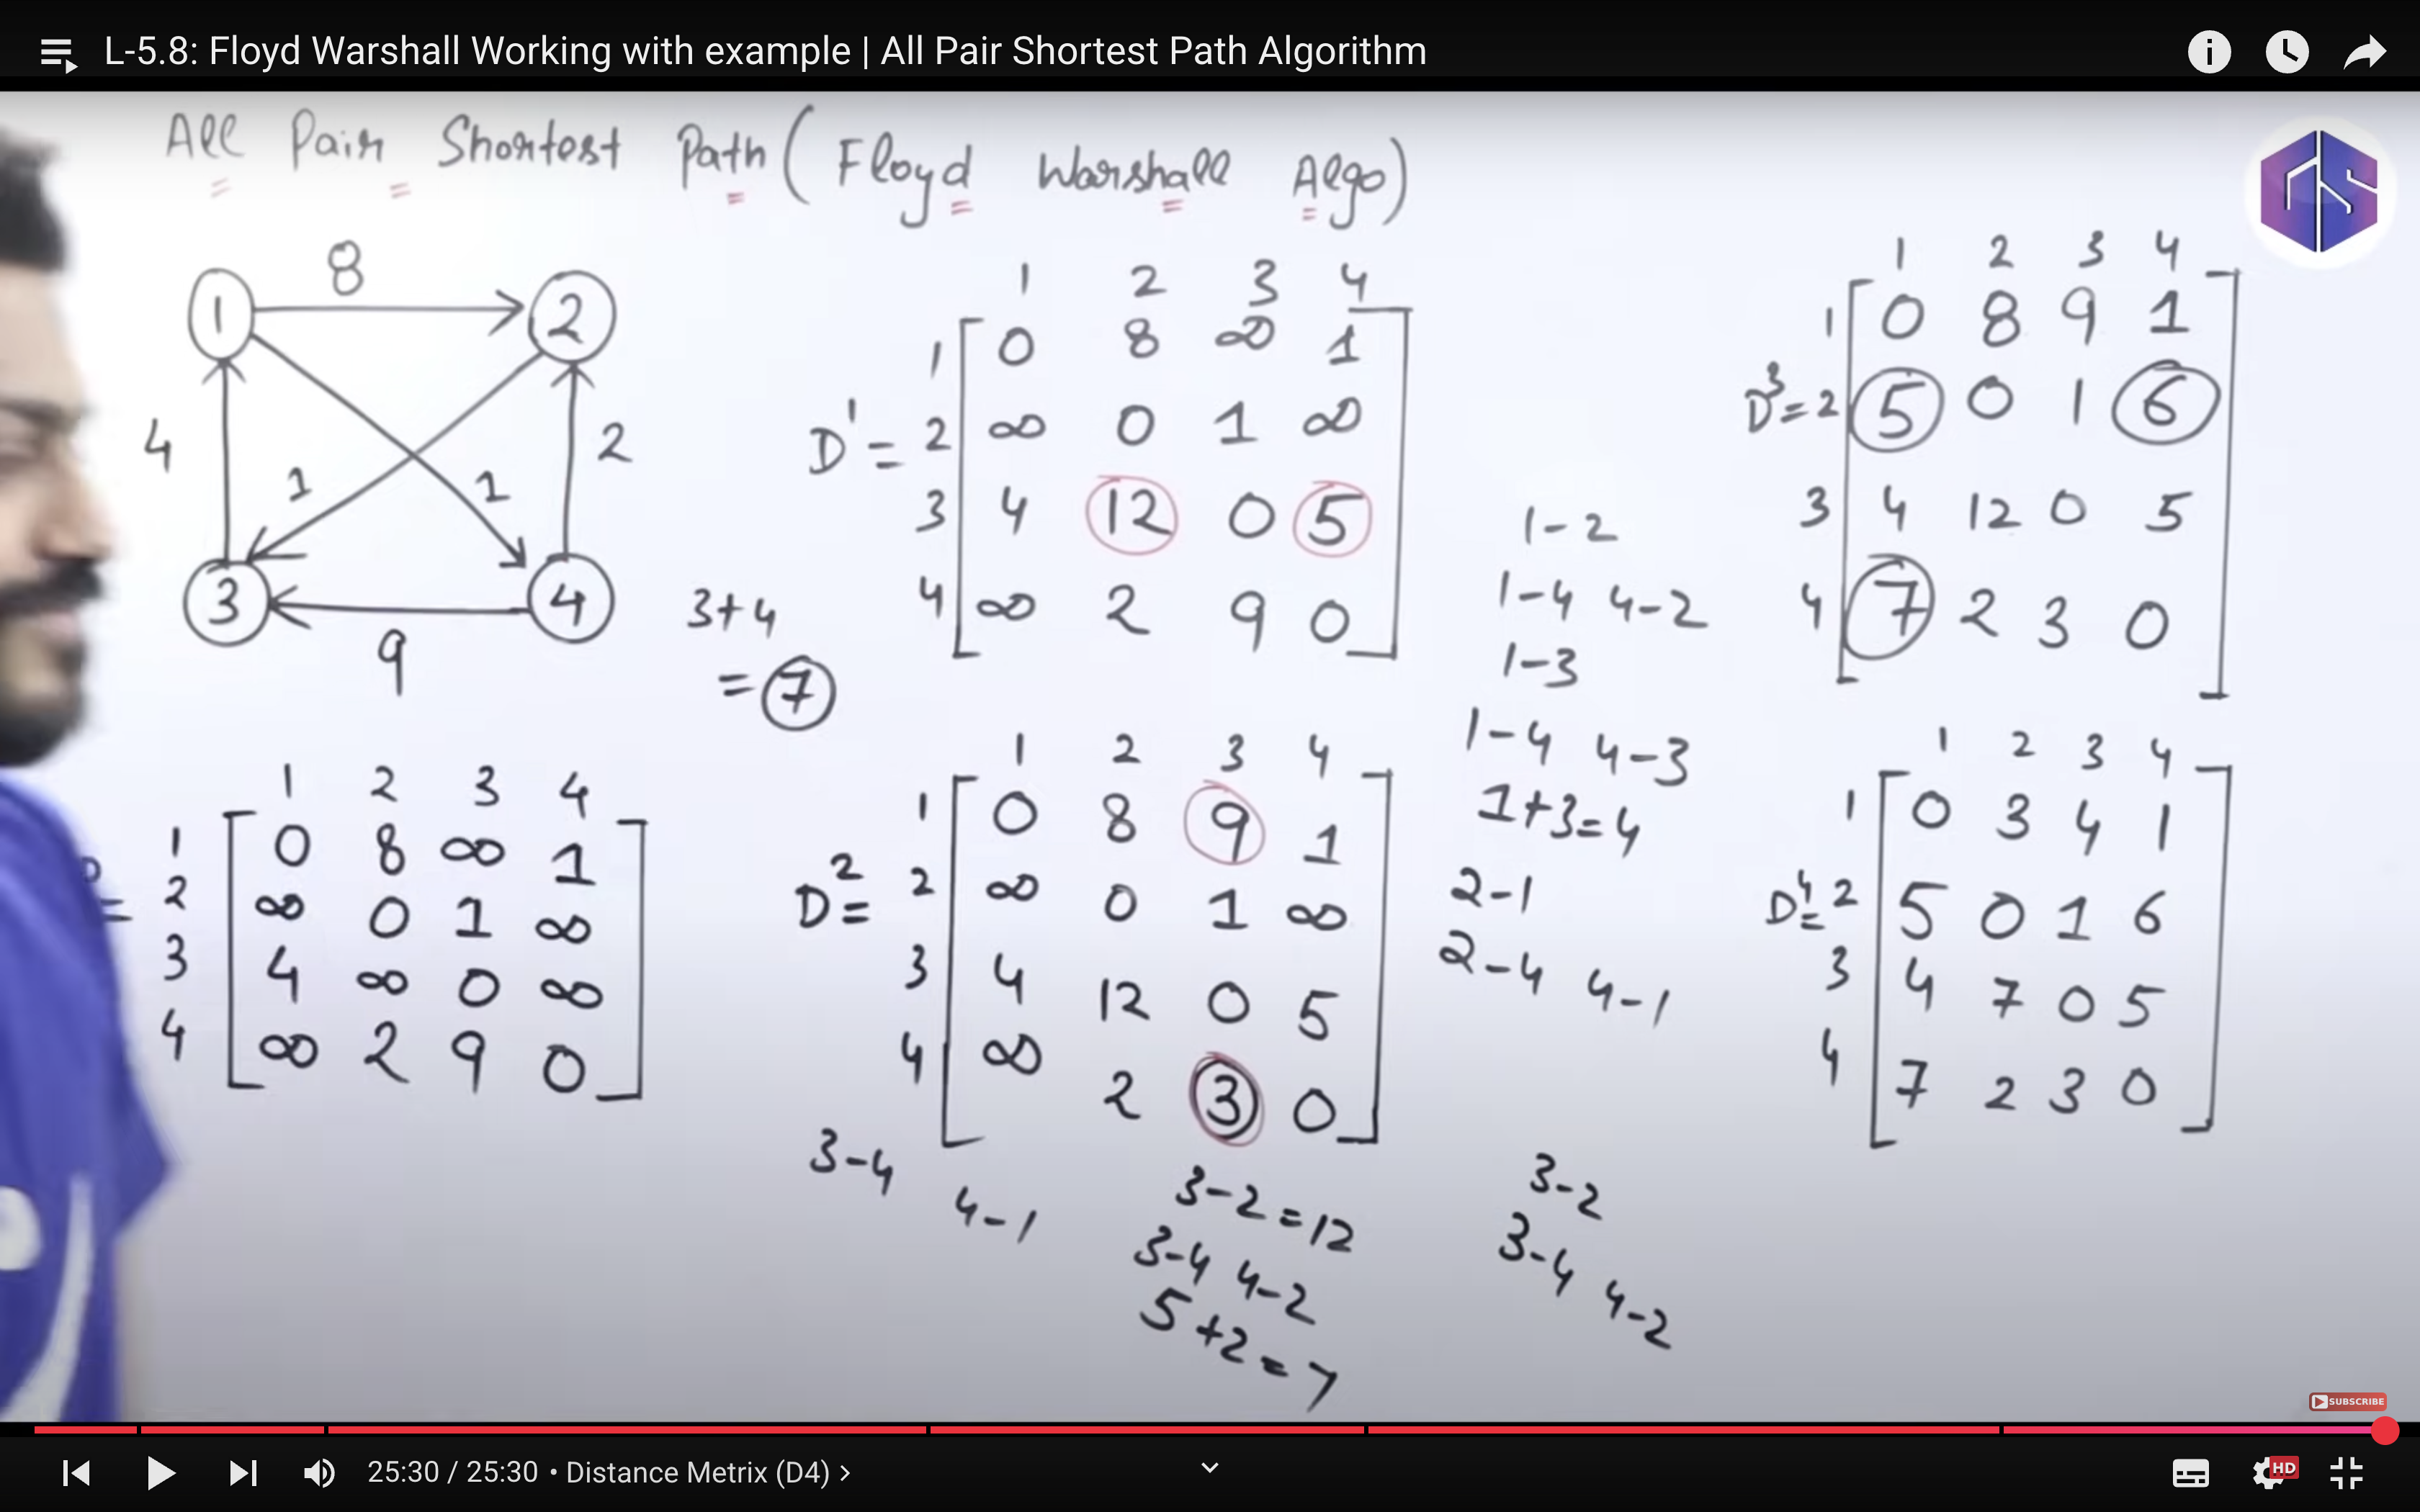 L-5.8: Floyd Warshall Working with example | All Pair Shortest Path Algorithm
All Pair Shortest Path (Floyd Warshall Algo)
8
1 2
4 1 1 2
3 4
9
3+4
= 7
1 2 3 4
1 0 8 ∞ 1
2 ∞ 0 1 ∞
3 4 ∞ 0 ∞
4 ∞ 2 9 0
=
1 2 3 4
1 0 8 ∞ 1
D¹ = 2 ∞ 0 1 ∞
3 4 12 0 5
4 ∞ 2 9 0
1 2 3 4
1 0 8 9 1
D² = 2 ∞ 0 1 ∞
3 4 12 0 5
4 ∞ 2 3 0
3-4 4-1
3-2 = 12
3-4 4-2
5+2 = 7
1-2
1-4 4-2
1-3
1-4 4-3
1+3=4
2-1
2-4 4-1
3-2
3-4 4-2
1 2 3 4
1 0 8 9 1
D³ = 2 5 0 1 6
3 4 12 0 5
4 7 2 3 0
1 2 3 4
1 0 3 4 1
D⁴ = 2 5 0 1 6
3 4 7 0 5
4 7 2 3 0
SUBSCRIBE
25:30 / 25:30 • Distance Metrix (D4) >
HD